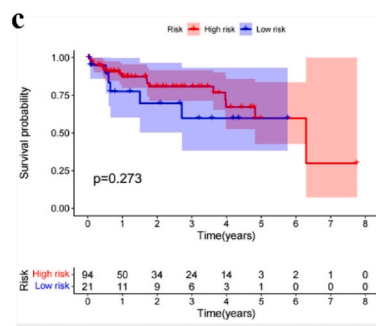 c
Risk High risk Low risk
1.00
0.75
0.50
0.25
0.00
Survival probability
p=0.273
0 1 2 3 4 5 6 7 8
Time(years)
Risk
High risk 94 50 34 24 14 3 2 1 0
Low risk 21 11 9 6 3 1 0 0 0
0 1 2 3 4 5 6 7 8
Time(years)